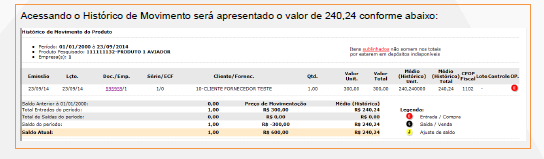 Acessando o Histórico de Movimento será apresentado o valor de 240,24 conforme abaixo:
Histórico de Movimento do Produto
Período: 01/01/2000 à 23/09/2014
Produto Pesquisado: 111111132-PRODUTO 1 AVIADOR
Empresa(s): 1
Itens sublinhados não somam nos totais
por estarem em depósitos indisponíveis
Emissão Lçto. Doc./Emp. Série/ECF Cliente/Fornec. Qtd. Valor Unit. Valor Total Médio (Histórico) Unit. Médio (Histórico) Total CFOP Fiscal Lote Controle OP.
23/09/14 23/09/14 595959/1 1/0 10-CLIENTE FORNECEDOR TESTE 1,00 300,00 300,00 240,240000 240,24 1102 - E
Saldo Anterior à 01/01/2000: 0,00 Preço de Movimentação Médio (Histórico) Legenda:
Total Entradas do período: 1,00 R$ 300,00 R$ 240,24 E Entrada / Compra
Total de Saídas do período: 0,00 R$ 0,00 R$ 0,00 Saída / venda
Saldo do período: 1,00 R$ -300,00 R$ 240,24 Ajuste de saldo
Saldo Atual: 1,00 R$ 600,00 R$ 240,24